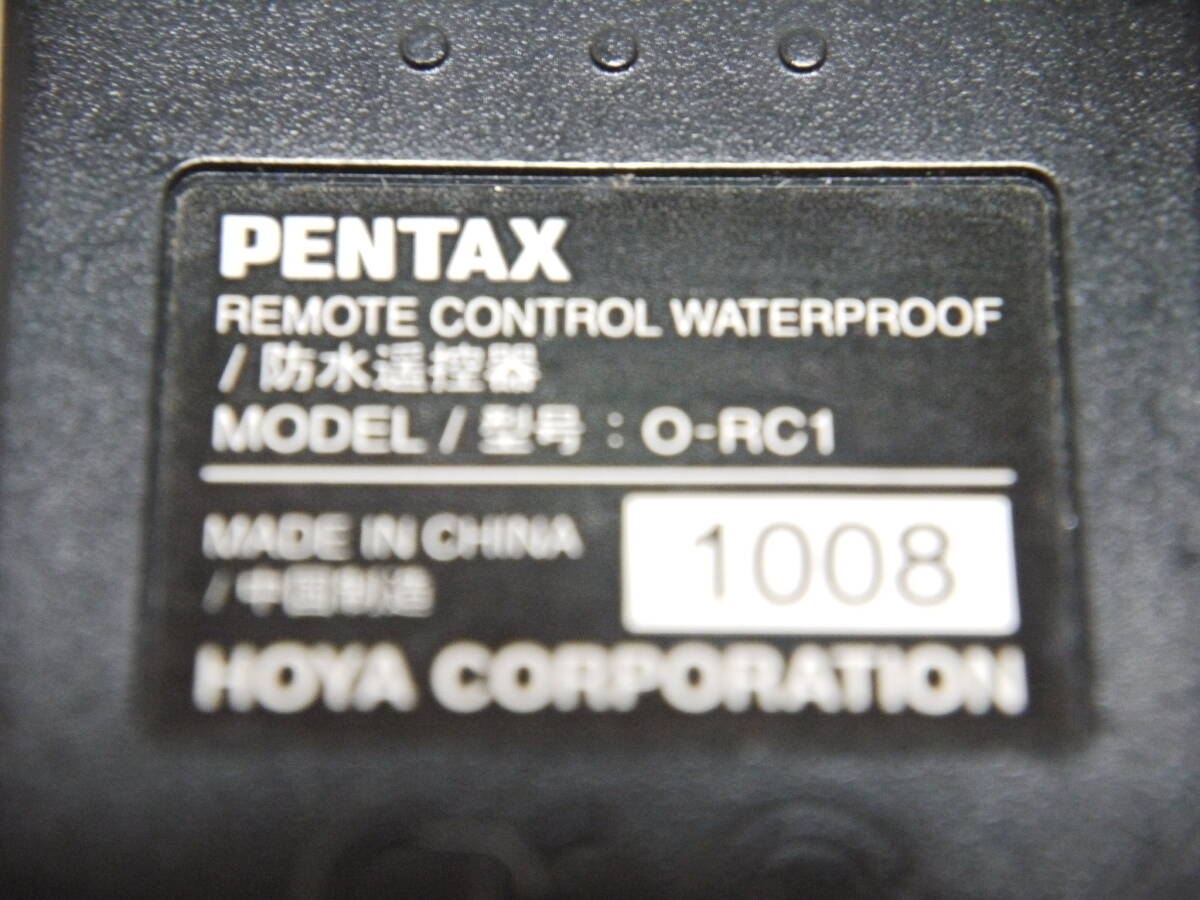 PENTAX
REMOTE CONTROL WATERPROOF
/ 防水遥控器
MODEL / 型号 : O-RC1
MADE IN CHINA
/ 中国制造
1008
HOYA CORPORATION